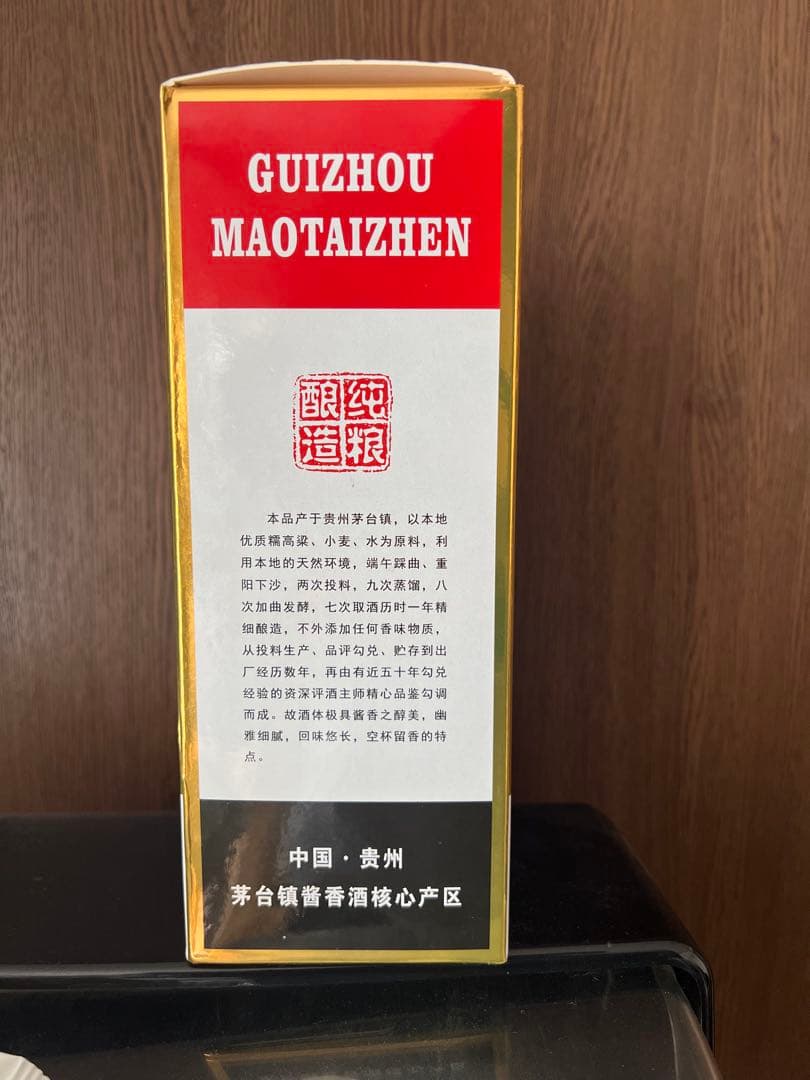 GUIZHOU
MAOTAIZHEN
纯粮
酿造
本品产于贵州茅台镇，以本地
优质糯高粱、小麦、水为原料，利
用本地的天然环境，端午踩曲、重
阳下沙，两次投料，九次蒸馏，八
次加曲发酵，七次取酒历时一年精
细酿造，不外添加任何香味物质，
从投料生产、品评勾兑、贮存到出
厂经历数年，再由有近五十年勾兑
经验的资深评酒主师精心品鉴勾调
而成。故酒体极具酱香之醇美，幽
雅细腻，回味悠长，空杯留香的特
点。
中国·贵州
茅台镇酱香酒核心产区